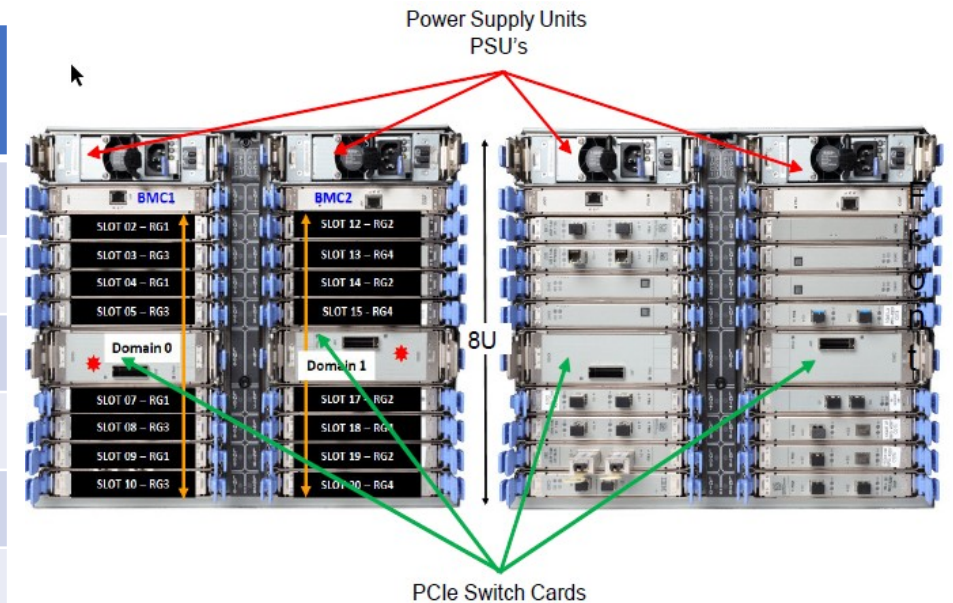 Power Supply Units
PSU's
BMC1
BMC2
SLOT 02 – RG1
SLOT 12 – RG2
SLOT 03 – RG3
SLOT 13 – RG4
SLOT 04 – RG1
SLOT 14 – RG2
SLOT 05 – RG3
SLOT 15 – RG4
Domain 0
Domain 1
8U
SLOT 07 – RG1
SLOT 17 – RG2
SLOT 08 – RG3
SLOT 18 – RG4
SLOT 09 – RG1
SLOT 19 – RG2
SLOT 10 – RG3
SLOT 20 – RG4
PCIe Switch Cards